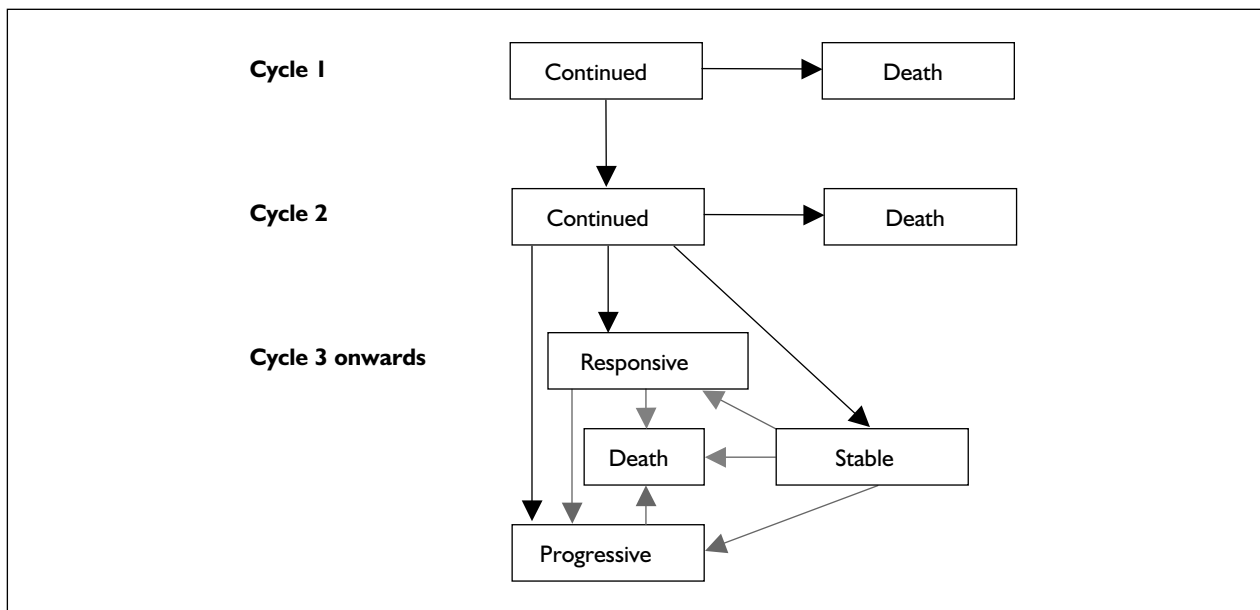 Cycle 1
Continued
Death
Cycle 2
Continued
Death
Cycle 3 onwards
Responsive
Death
Stable
Progressive